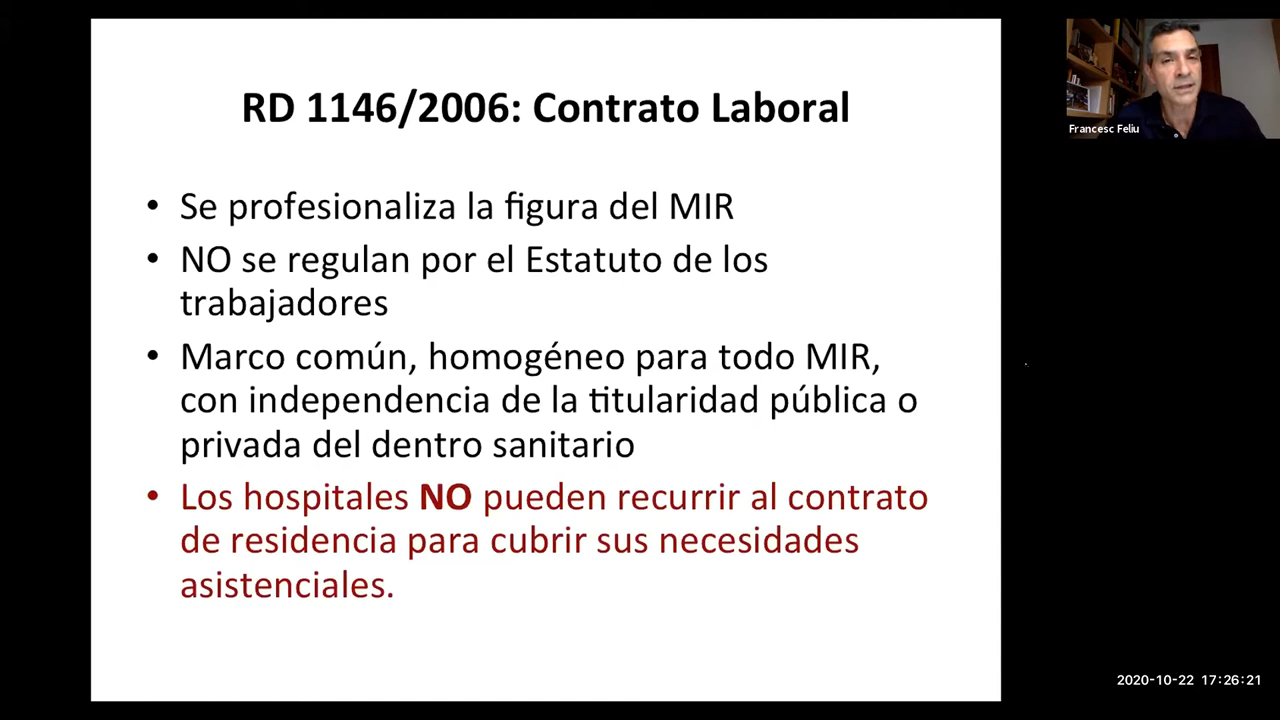 RD 1146/2006: Contrato Laboral
• Se profesionaliza la figura del MIR
• NO se regulan por el Estatuto de los
trabajadores
• Marco común, homogéneo para todo MIR,
con independencia de la titularidad pública o
privada del dentro sanitario
• Los hospitales NO pueden recurrir al contrato
de residencia para cubrir sus necesidades
asistenciales.
Francesc Feliu
2020-10-22 17:26:21